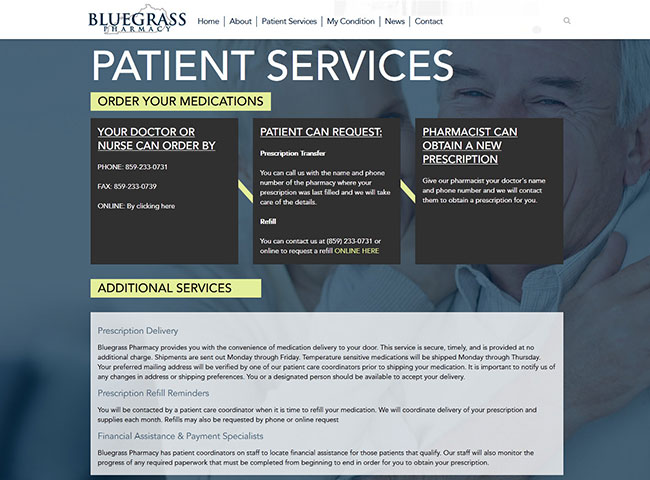 BLUEGRASS
PHARMACY
Home | About | Patient Services | My Condition | News | Contact
PATIENT SERVICES
ORDER YOUR MEDICATIONS
YOUR DOCTOR OR
NURSE CAN ORDER BY
PHONE: 859-233-0731
FAX: 859-233-0739
ONLINE: By clicking here
PATIENT CAN REQUEST:
Prescription Transfer
You can call us with the name and phone
number of the pharmacy where your
prescription was last filled and we will take
care of the details.
Refill
You can contact us at (859) 233-0731 or
online to request a refill ONLINE HERE
PHARMACIST CAN
OBTAIN A NEW
PRESCRIPTION
Give our pharmacist your doctor's name
and phone number and we will contact
them to obtain a prescription for you.
ADDITIONAL SERVICES
Prescription Delivery
Bluegrass Pharmacy provides you with the convenience of medication delivery to your door. This service is secure, timely, and is provided at no
additional charge. Shipments are sent out Monday through Friday. Temperature sensitive medications will be shipped Monday through Thursday.
Your preferred mailing address will be verified by one of our patient care coordinators prior to shipping your medication. It is important to notify us of
any changes in address or shipping preferences. You or a designated person should be available to accept your delivery.
Prescription Refill Reminders
You will be contacted by a patient care coordinator when it is time to refill your medication. We will coordinate delivery of your prescription and
supplies each month. Refills may also be requested by phone or online request
Financial Assistance & Payment Specialists
Bluegrass Pharmacy has patient coordinators on staff to locate financial assistance for those patients that qualify. Our staff will also monitor the
progress of any required paperwork that must be completed from beginning to end in order for you to obtain your prescription.